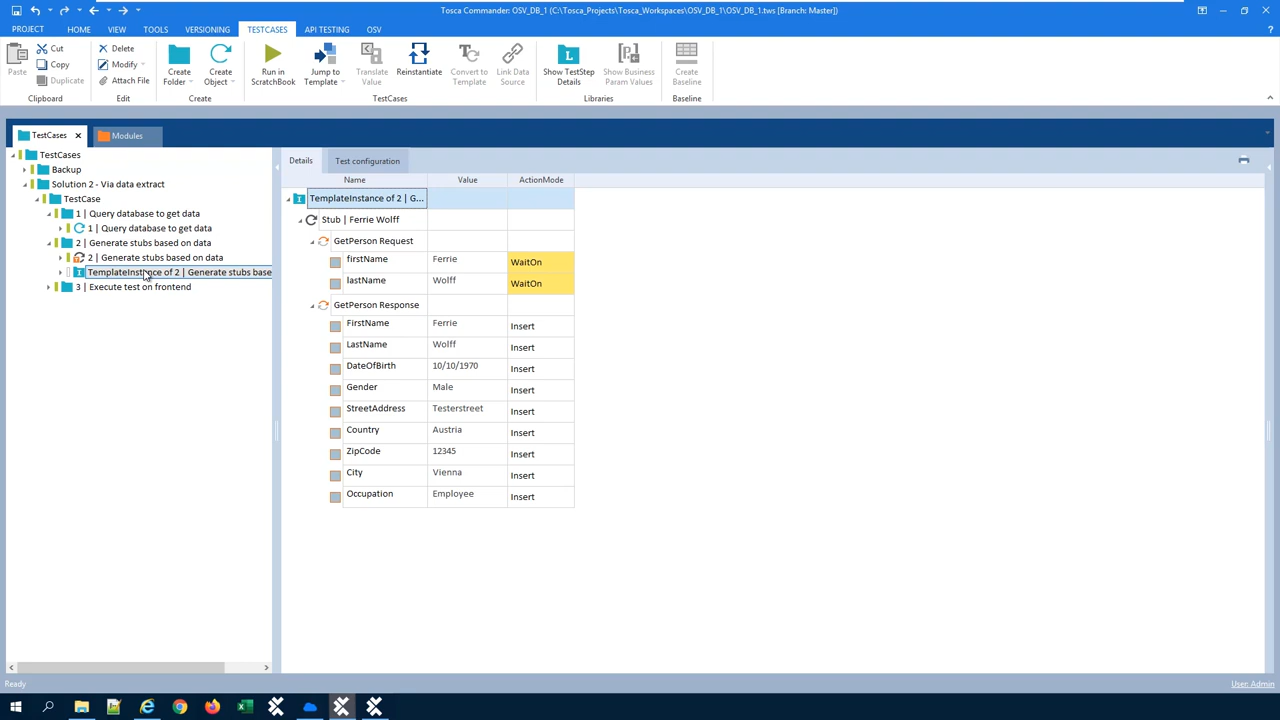 Tosca Commander: OSV_DB_1 (C:\Tosca_Projects\Tosca_Workspaces\OSV_DB_1\OSV_DB_1.tws [Branch: Master])
PROJECT HOME VIEW TOOLS VERSIONING TESTCASES API TESTING OSV
?
Paste
Cut
Copy
Duplicate
Clipboard
Delete
Modify
Attach File
Edit
Create Folder
Create Object
Create
Run in ScratchBook
Jump to Template
Translate Value
Reinstantiate
Convert to Template
Link Data Source
TestCases
Show TestStep Details
Show Business Param Values
Libraries
Create Baseline
Baseline
TestCases
Modules
TestCases
Backup
Solution 2 - Via data extract
TestCase
1 | Query database to get data
1 | Query database to get data
2 | Generate stubs based on data
2 | Generate stubs based on data
TemplateInstance of 2 | Generate stubs base
3 | Execute test on frontend
Details Test configuration
Name Value ActionMode
TemplateInstance of 2 | G...
Stub | Ferrie Wolff
GetPerson Request
firstName Ferrie WaitOn
lastName Wolff WaitOn
GetPerson Response
FirstName Ferrie Insert
LastName Wolff Insert
DateOfBirth 10/10/1970 Insert
Gender Male Insert
StreetAddress Testerstreet Insert
Country Austria Insert
ZipCode 12345 Insert
City Vienna Insert
Occupation Employee Insert
Ready
User: Admin